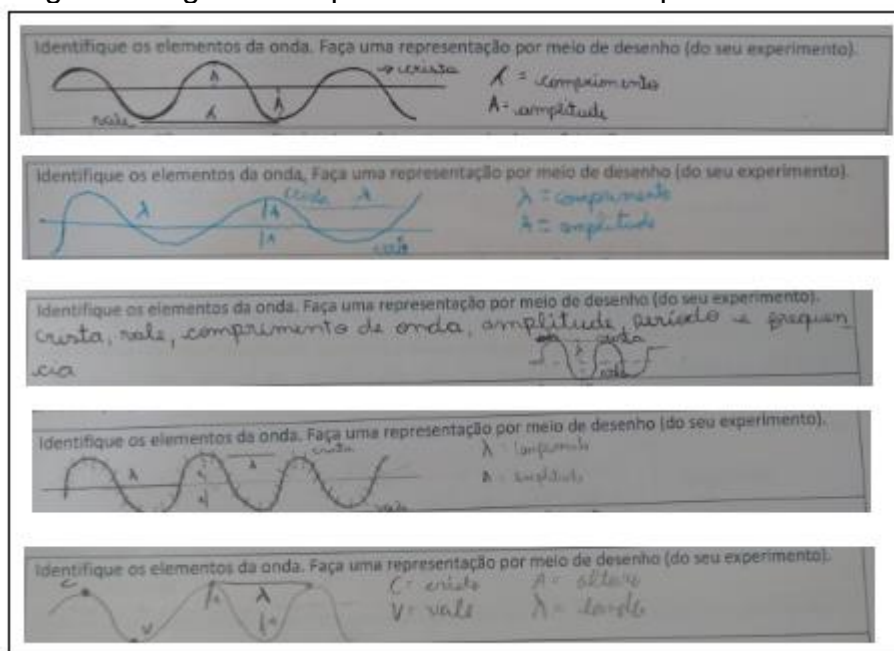 Identifique os elementos da onda. Faça uma representação por meio de desenho (do seu experimento).
A → crista λ = comprimento
A = amplitude
vale λ A
Identifique os elementos da onda, Faça uma representação por meio de desenho (do seu experimento).
λ A crista λ λ = comprimento
A A = amplitude
vale
Identifique os elementos da onda. Faça uma representação por meio de desenho (do seu experimento).
crista, vale, comprimento de onda, amplitude, período e frequên
cia
crista
λ
vale
Identifique os elementos da onda. Faça uma representação por meio de desenho (do seu experimento).
λ λ crista λ = comprimento
A = amplitude
vale
Identifique os elementos da onda. Faça uma representação por meio de desenho (do seu experimento).
C λ C = crista A = altura
V V = vale λ =